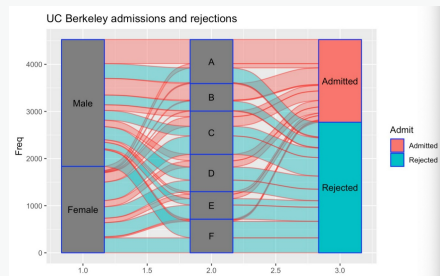 UC Berkeley admissions and rejections
4000
3000
2000
1000
0
Freq
Male
Female
A
B
C
D
E
F
Admitted
Rejected
1.0
1.5
2.0
2.5
3.0
Admit
Admitted
Rejected